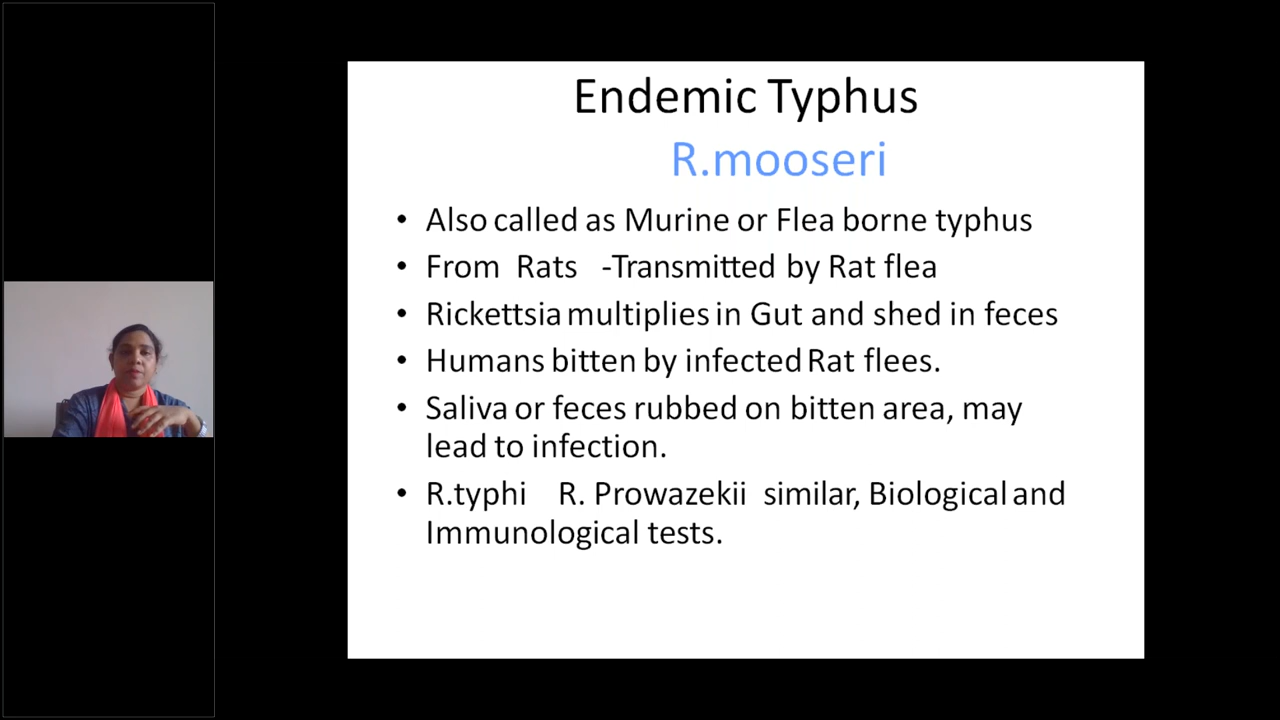 Endemic Typhus
R.mooseri
• Also called as Murine or Flea borne typhus
• From Rats -Transmitted by Rat flea
• Rickettsia multiplies in Gut and shed in feces
• Humans bitten by infected Rat flees.
• Saliva or feces rubbed on bitten area, may
lead to infection.
• R.typhi R. Prowazekii similar, Biological and
Immunological tests.